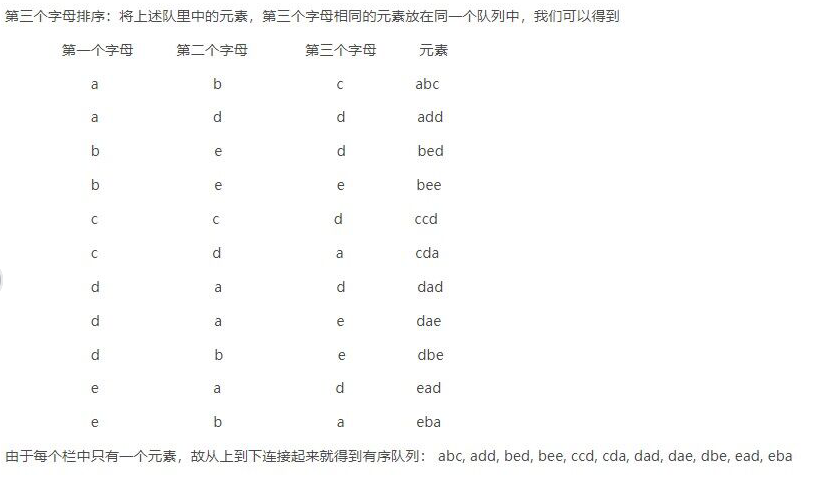 第三个字母排序：将上述队里中的元素，第三个字母相同的元素放在同一个队列中，我们可以得到
第一个字母 第二个字母 第三个字母 元素
a b c abc
a d d add
b e d bed
b e e bee
c c d ccd
c d a cda
d a d dad
d a e dae
d b e dbe
e a d ead
e b a eba
由于每个栏中只有一个元素，故从上到下连接起来就得到有序队列： abc, add, bed, bee, ccd, cda, dad, dae, dbe, ead, eba